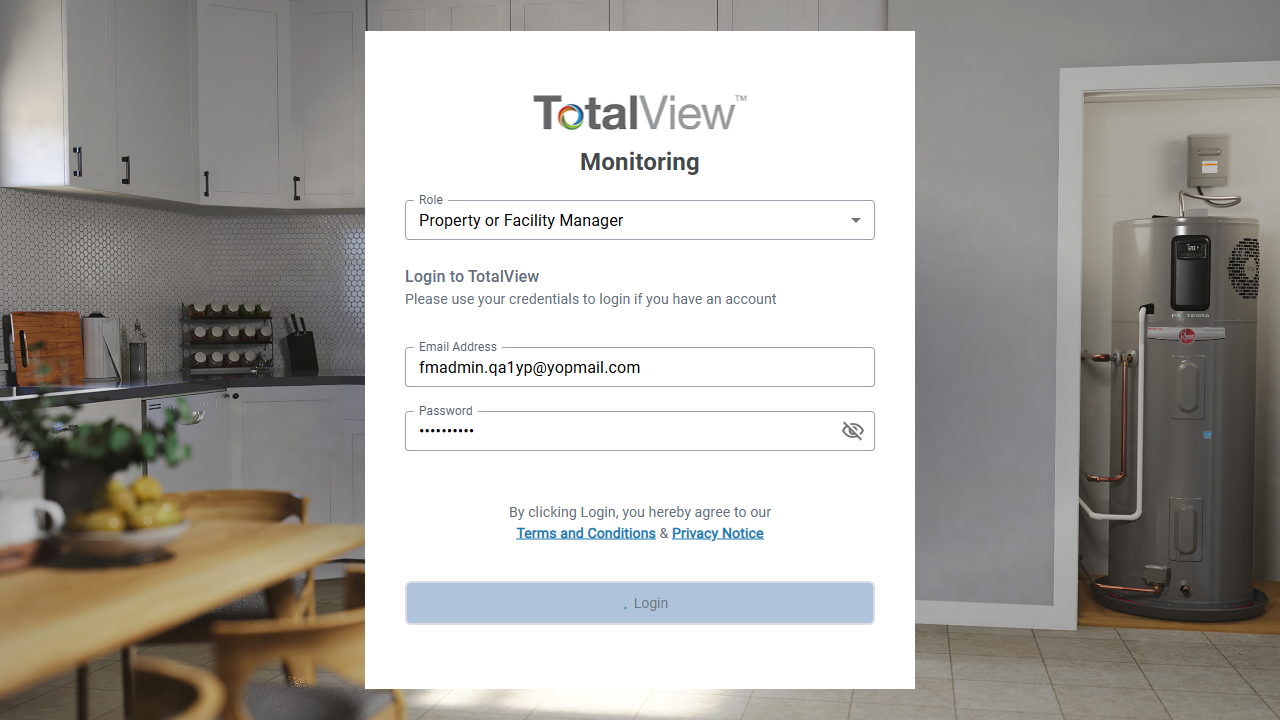 TotalView™
Monitoring
Role
Property or Facility Manager
Login to TotalView
Please use your credentials to login if you have an account
Email Address
fmadmin.qa1yp@yopmail.com
Password
••••••••••
By clicking Login, you hereby agree to our
Terms and Conditions & Privacy Notice
Login